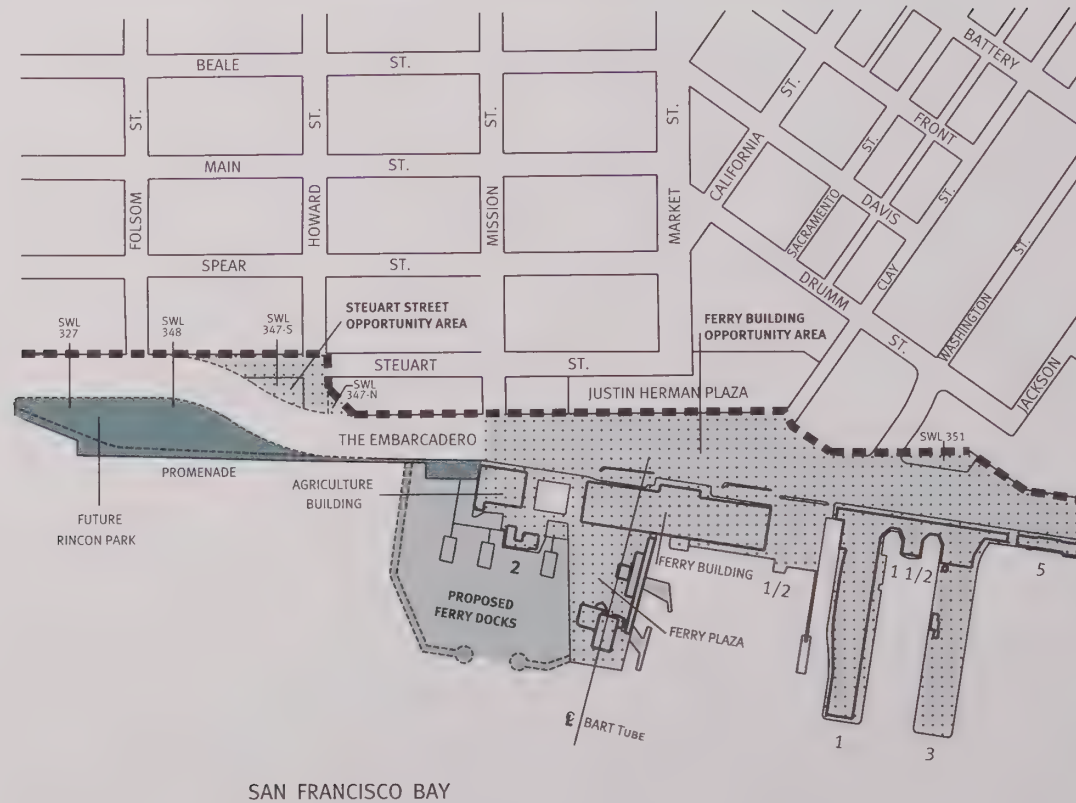 BEALE ST.
BATTERY
ST.
ST.
ST.
ST.
ST.
ST.
FRONT
MAIN ST.
CALIFORNIA
ST.
FOLSOM
HOWARD
MISSION
MARKET
SACRAMENTO
DAVIS
ST.
SPEAR ST.
DRUMM
CLAY
ST.
SWL
327
SWL
348
SWL
347-S
STEUART STREET
OPPORTUNITY AREA
FERRY BUILDING
OPPORTUNITY AREA
ST.
WASHINGTON
JACKSON
STEUART ST.
SWL
347-N
JUSTIN HERMAN PLAZA
THE EMBARCADERO
SWL 351
PROMENADE
AGRICULTURE
BUILDING
FUTURE
RINCON PARK
2
FERRY BUILDING
1/2
1 1/2
5
PROPOSED
FERRY DOCKS
FERRY PLAZA
℄ BART TUBE
1
3
SAN FRANCISCO BAY